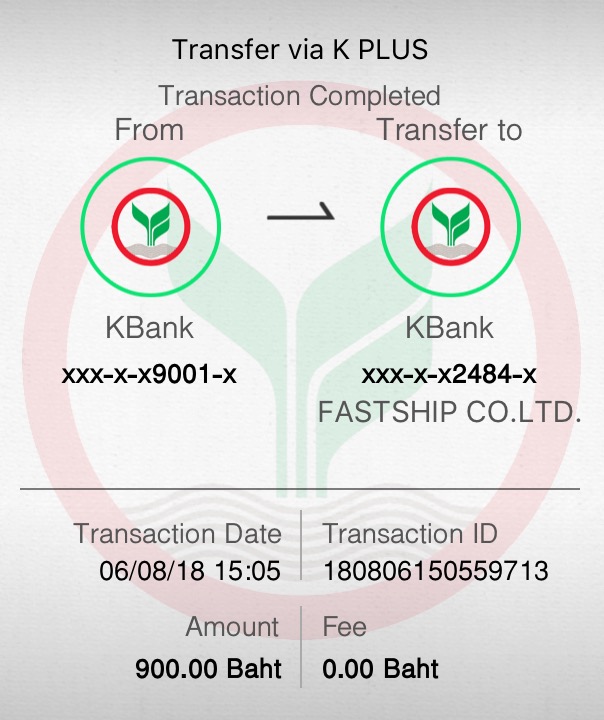 Transfer via K PLUS
Transaction Completed
From
Transfer to
KBank
KBank
xxx-x-x9001-x
xxx-x-x2484-x
FASTSHIP CO.LTD.
Transaction Date
Transaction ID
06/08/18 15:05
180806150559713
Amount
Fee
900.00 Baht
0.00 Baht